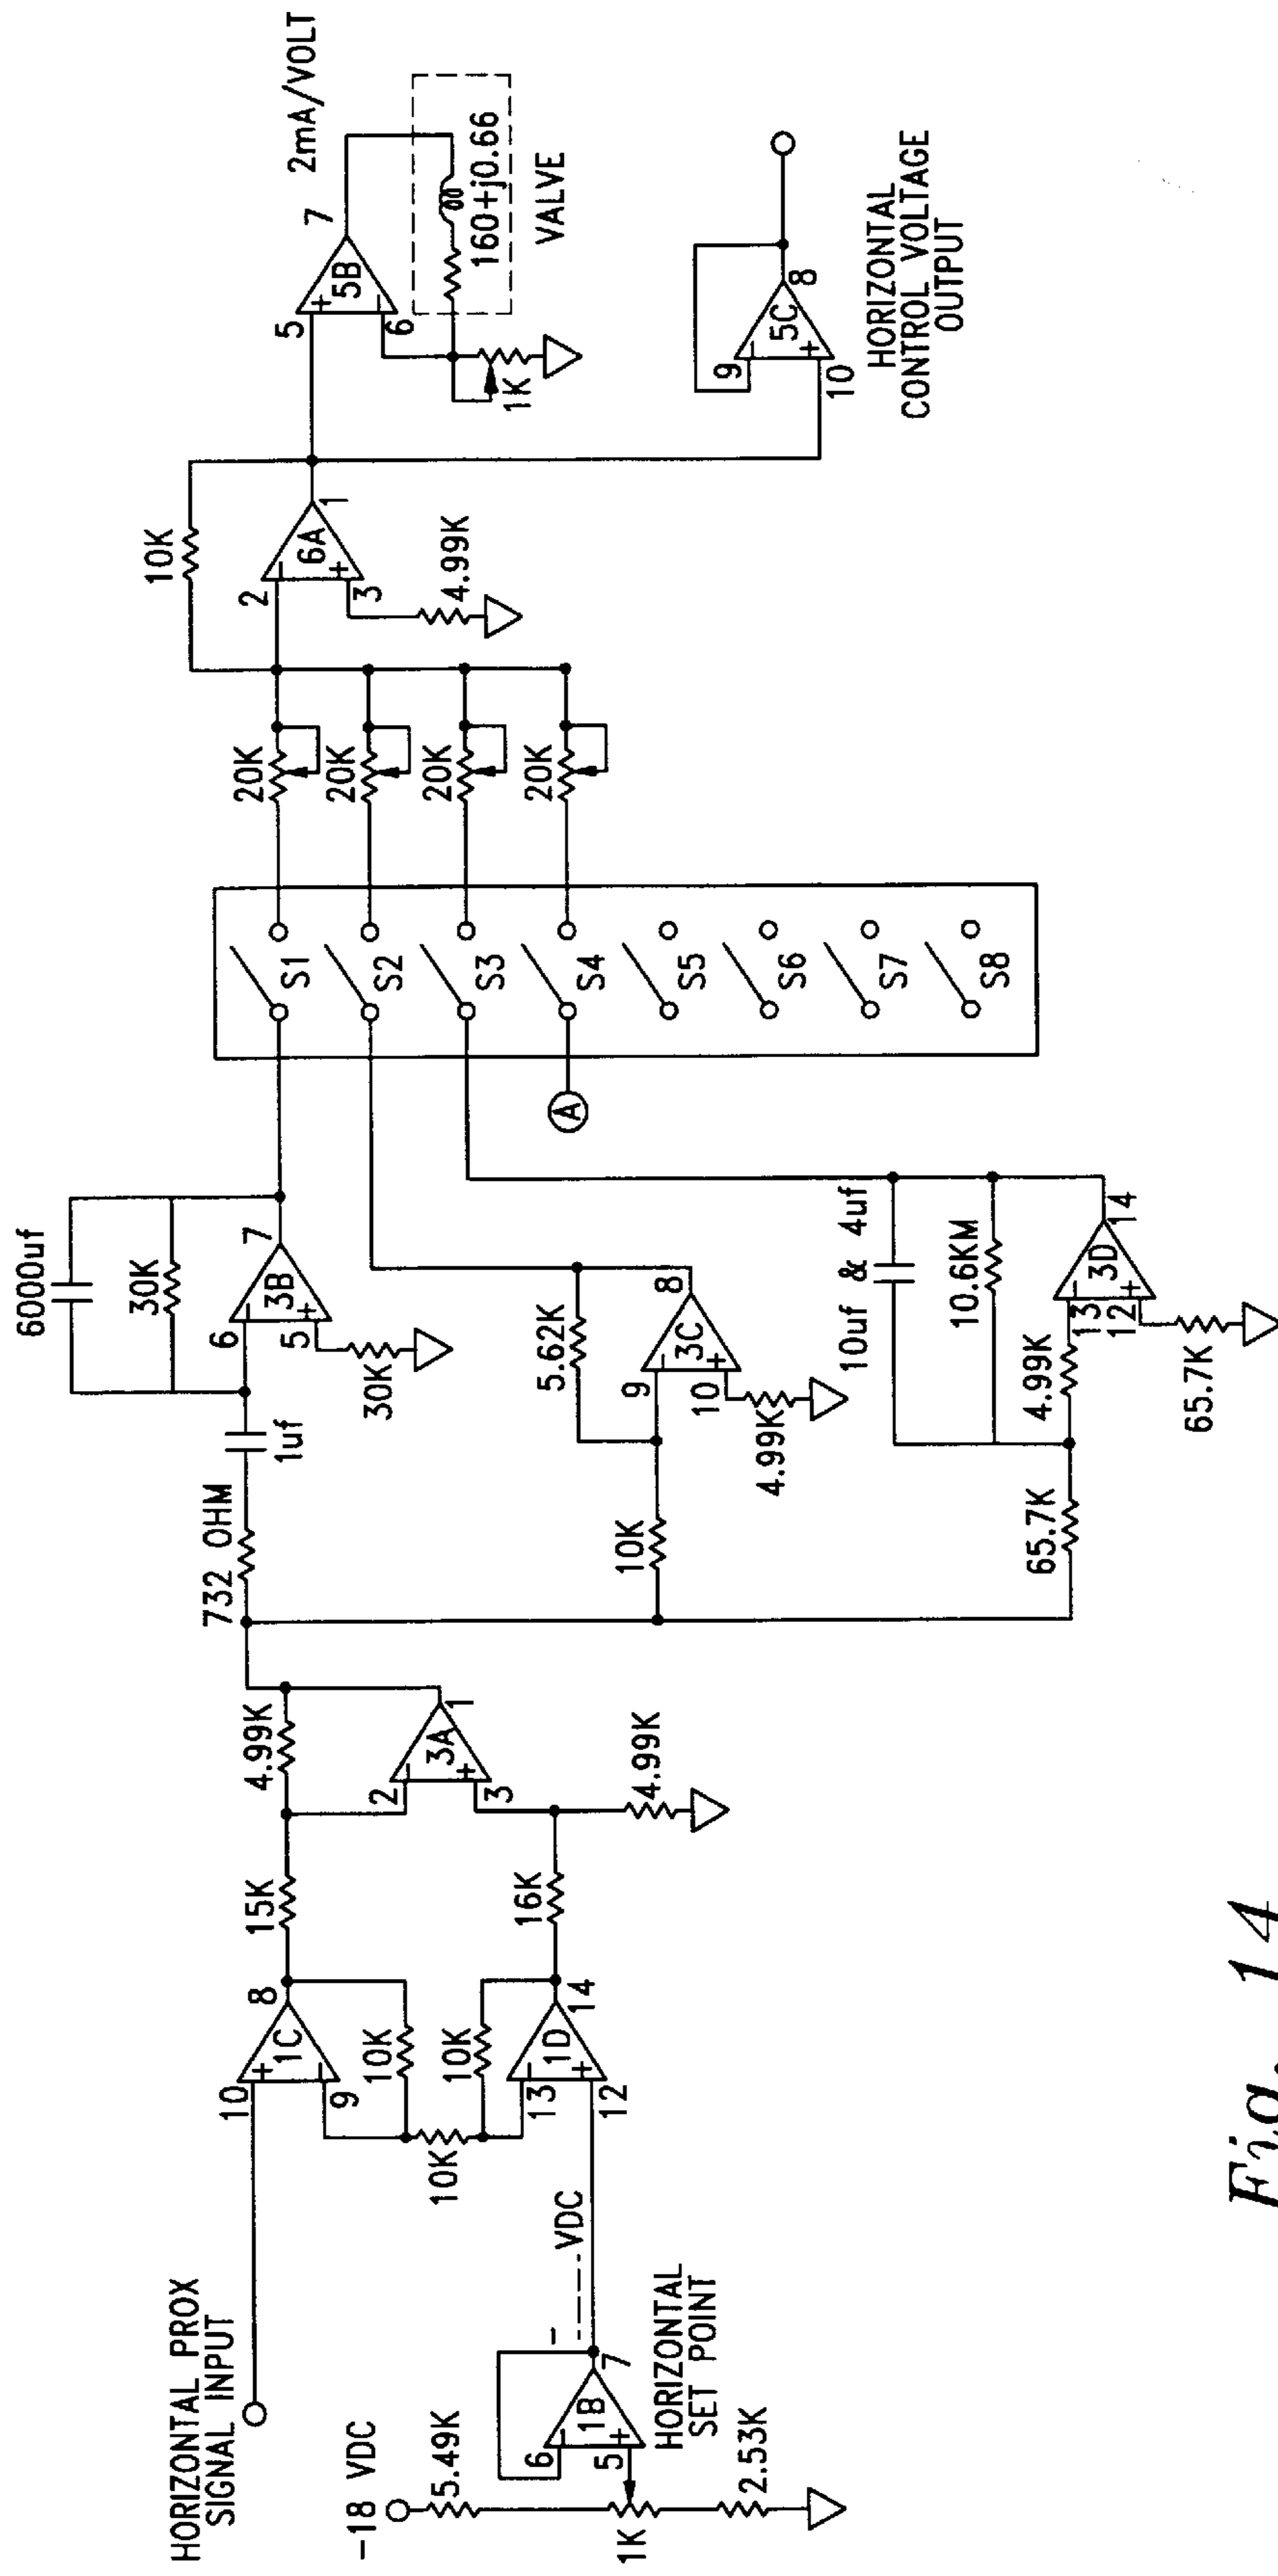 HORIZONTAL PROX
SIGNAL INPUT
-18 VDC
5.49K
1K
2.53K
6
5
1B
7
HORIZONTAL
SET POINT
- ---- VDC
10
9
1C
8
10K
10K
10K
13
12
1D
14
15K
16K
4.99K
2
3
3A
1
4.99K
732 OHM
1uf
6000uf
30K
6
5
3B
7
30K
10K
5.62K
9
10
3C
8
4.99K
65.7K
10uf & 4uf
10.6KM
4.99K
13
12
3D
14
65.7K
A
S1
S2
S3
S4
S5
S6
S7
S8
20K
20K
20K
20K
10K
2
3
6A
1
4.99K
5
6
5B
7
2mA/VOLT
160+j0.66
VALVE
1K
9
10
5C
8
HORIZONTAL
CONTROL VOLTAGE
OUTPUT
Fig. 14